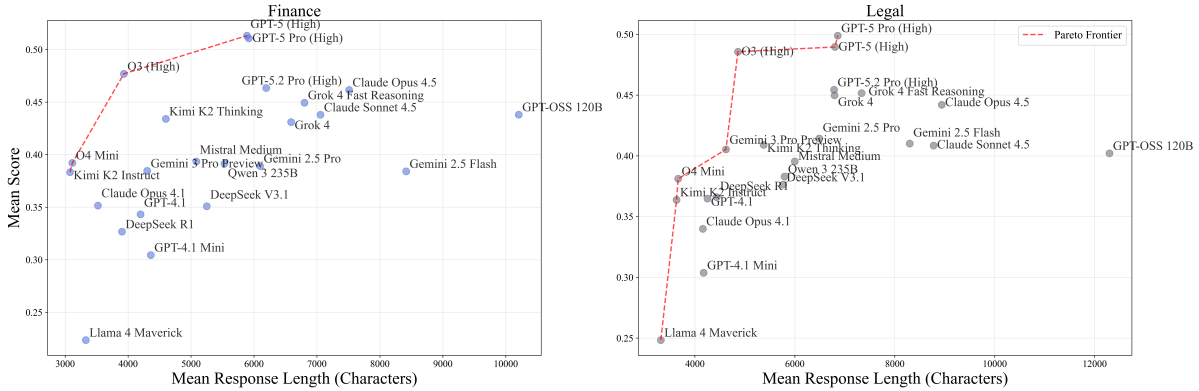 Finance
GPT-5 (High)
GPT-5 Pro (High)
O3 (High)
GPT-5.2 Pro (High)
Claude Opus 4.5
Grok 4 Fast Reasoning
Claude Sonnet 4.5
GPT-OSS 120B
Kimi K2 Thinking
Grok 4
O4 Mini
Mistral Medium
Gemini 3 Pro Preview
Gemini 2.5 Pro
Gemini 2.5 Flash
Kimi K2 Instruct
Qwen 3 235B
Claude Opus 4.1
DeepSeek V3.1
GPT-4.1
DeepSeek R1
GPT-4.1 Mini
Llama 4 Maverick
0.50
0.45
0.40
0.35
0.30
0.25
Mean Score
3000 4000 5000 6000 7000 8000 9000 10000
Mean Response Length (Characters)
Legal
Pareto Frontier
GPT-5 Pro (High)
GPT-5 (High)
O3 (High)
GPT-5.2 Pro (High)
Grok 4 Fast Reasoning
Grok 4
Claude Opus 4.5
Gemini 2.5 Pro
Gemini 2.5 Flash
Gemini 3 Pro Preview
Kimi K2 Thinking
Claude Sonnet 4.5
GPT-OSS 120B
Mistral Medium
O4 Mini
Qwen 3 235B
DeepSeek V3.1
DeepSeek R1
Kimi K2 Instruct
GPT-4.1
Claude Opus 4.1
GPT-4.1 Mini
Llama 4 Maverick
0.50
0.45
0.40
0.35
0.30
0.25
4000 6000 8000 10000 12000
Mean Response Length (Characters)